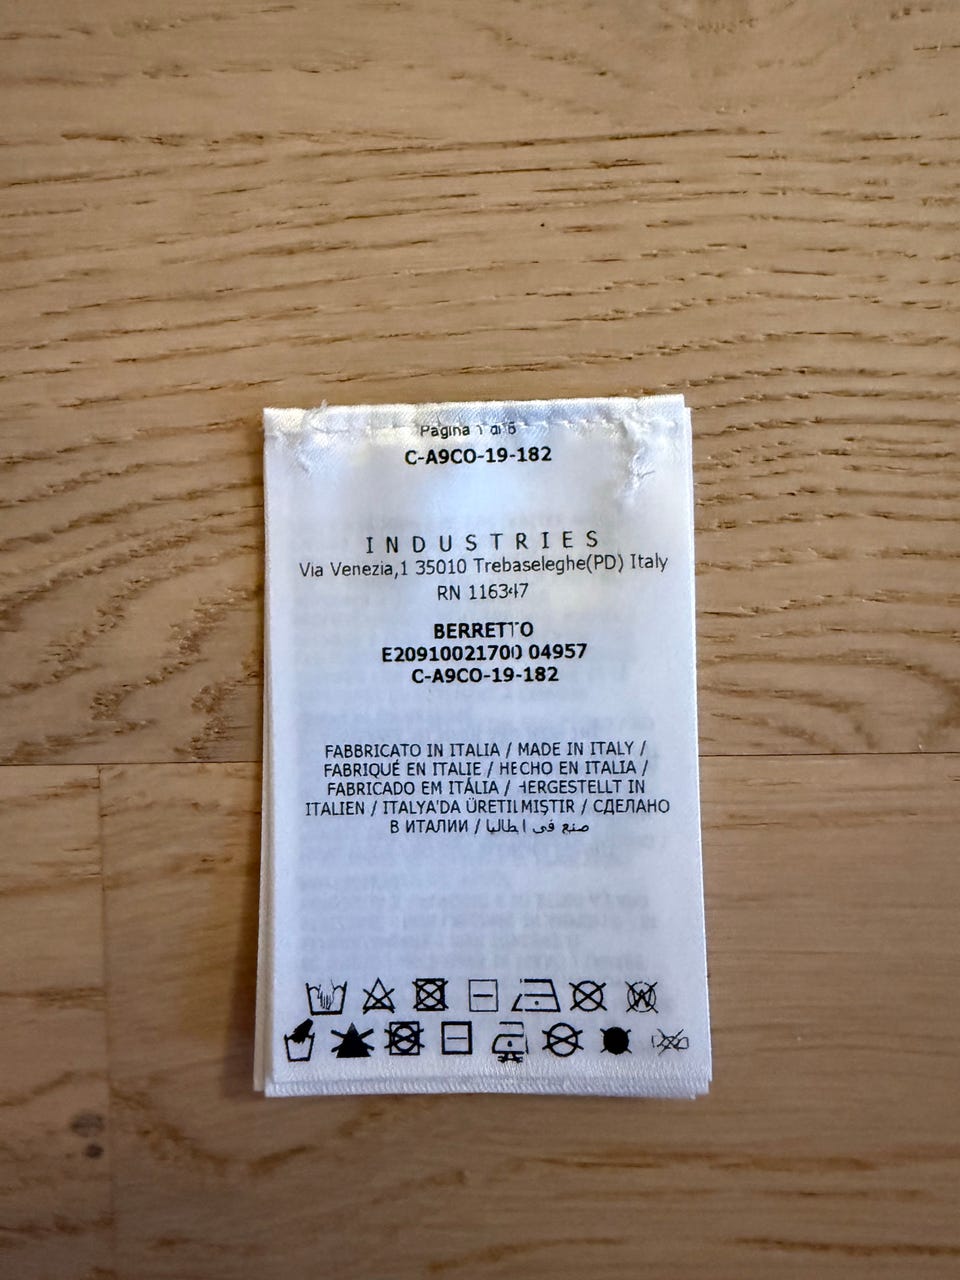 Pagina 1 di 6
C-A9CO-19-182
INDUSTRIES
Via Venezia,1 35010 Trebaseleghe(PD) Italy
RN 116347
BERRETTO
E20910021700 04957
C-A9CO-19-182
FABBRICATO IN ITALIA / MADE IN ITALY /
FABRIQUÉ EN ITALIE / HECHO EN ITALIA /
FABRICADO EM ITÁLIA / HERGESTELLT IN
ITALIEN / ITALYA'DA ÜRETILMIŞTIR / СДЕЛАНО
В ИТАЛИИ / صنع في ايطاليا
W